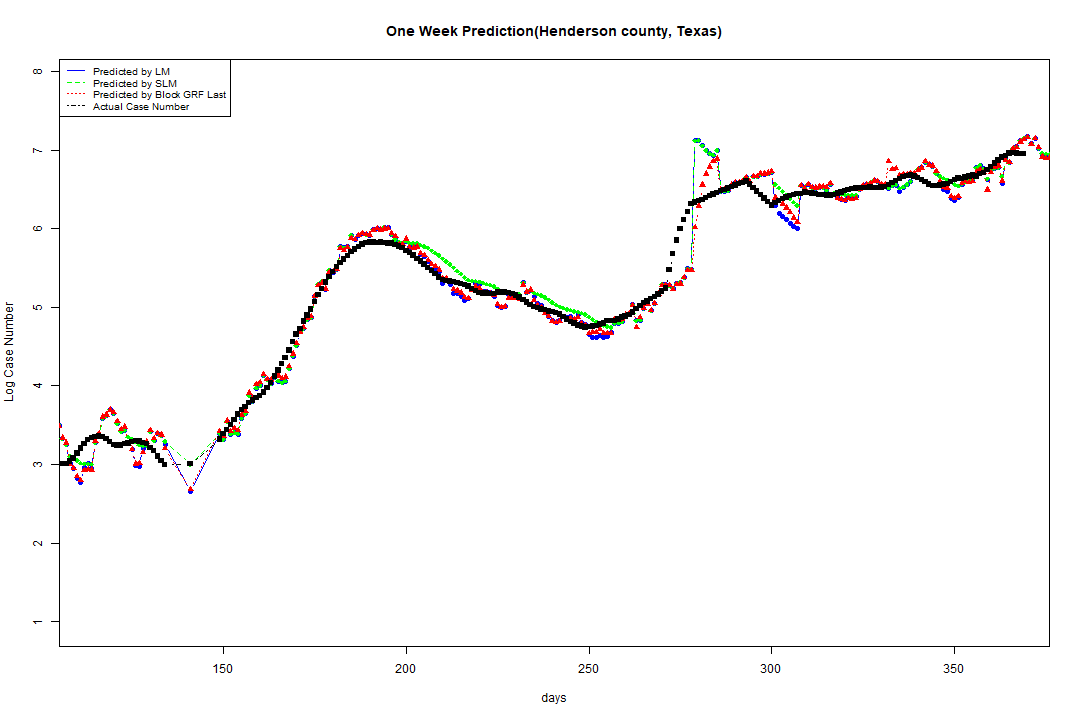 One Week Prediction(Henderson county, Texas)
Predicted by LM
Predicted by SLM
Predicted by Block GRF Last
Actual Case Number
8
7
6
5
4
3
2
1
Log Case Number
150 200 250 300 350
days